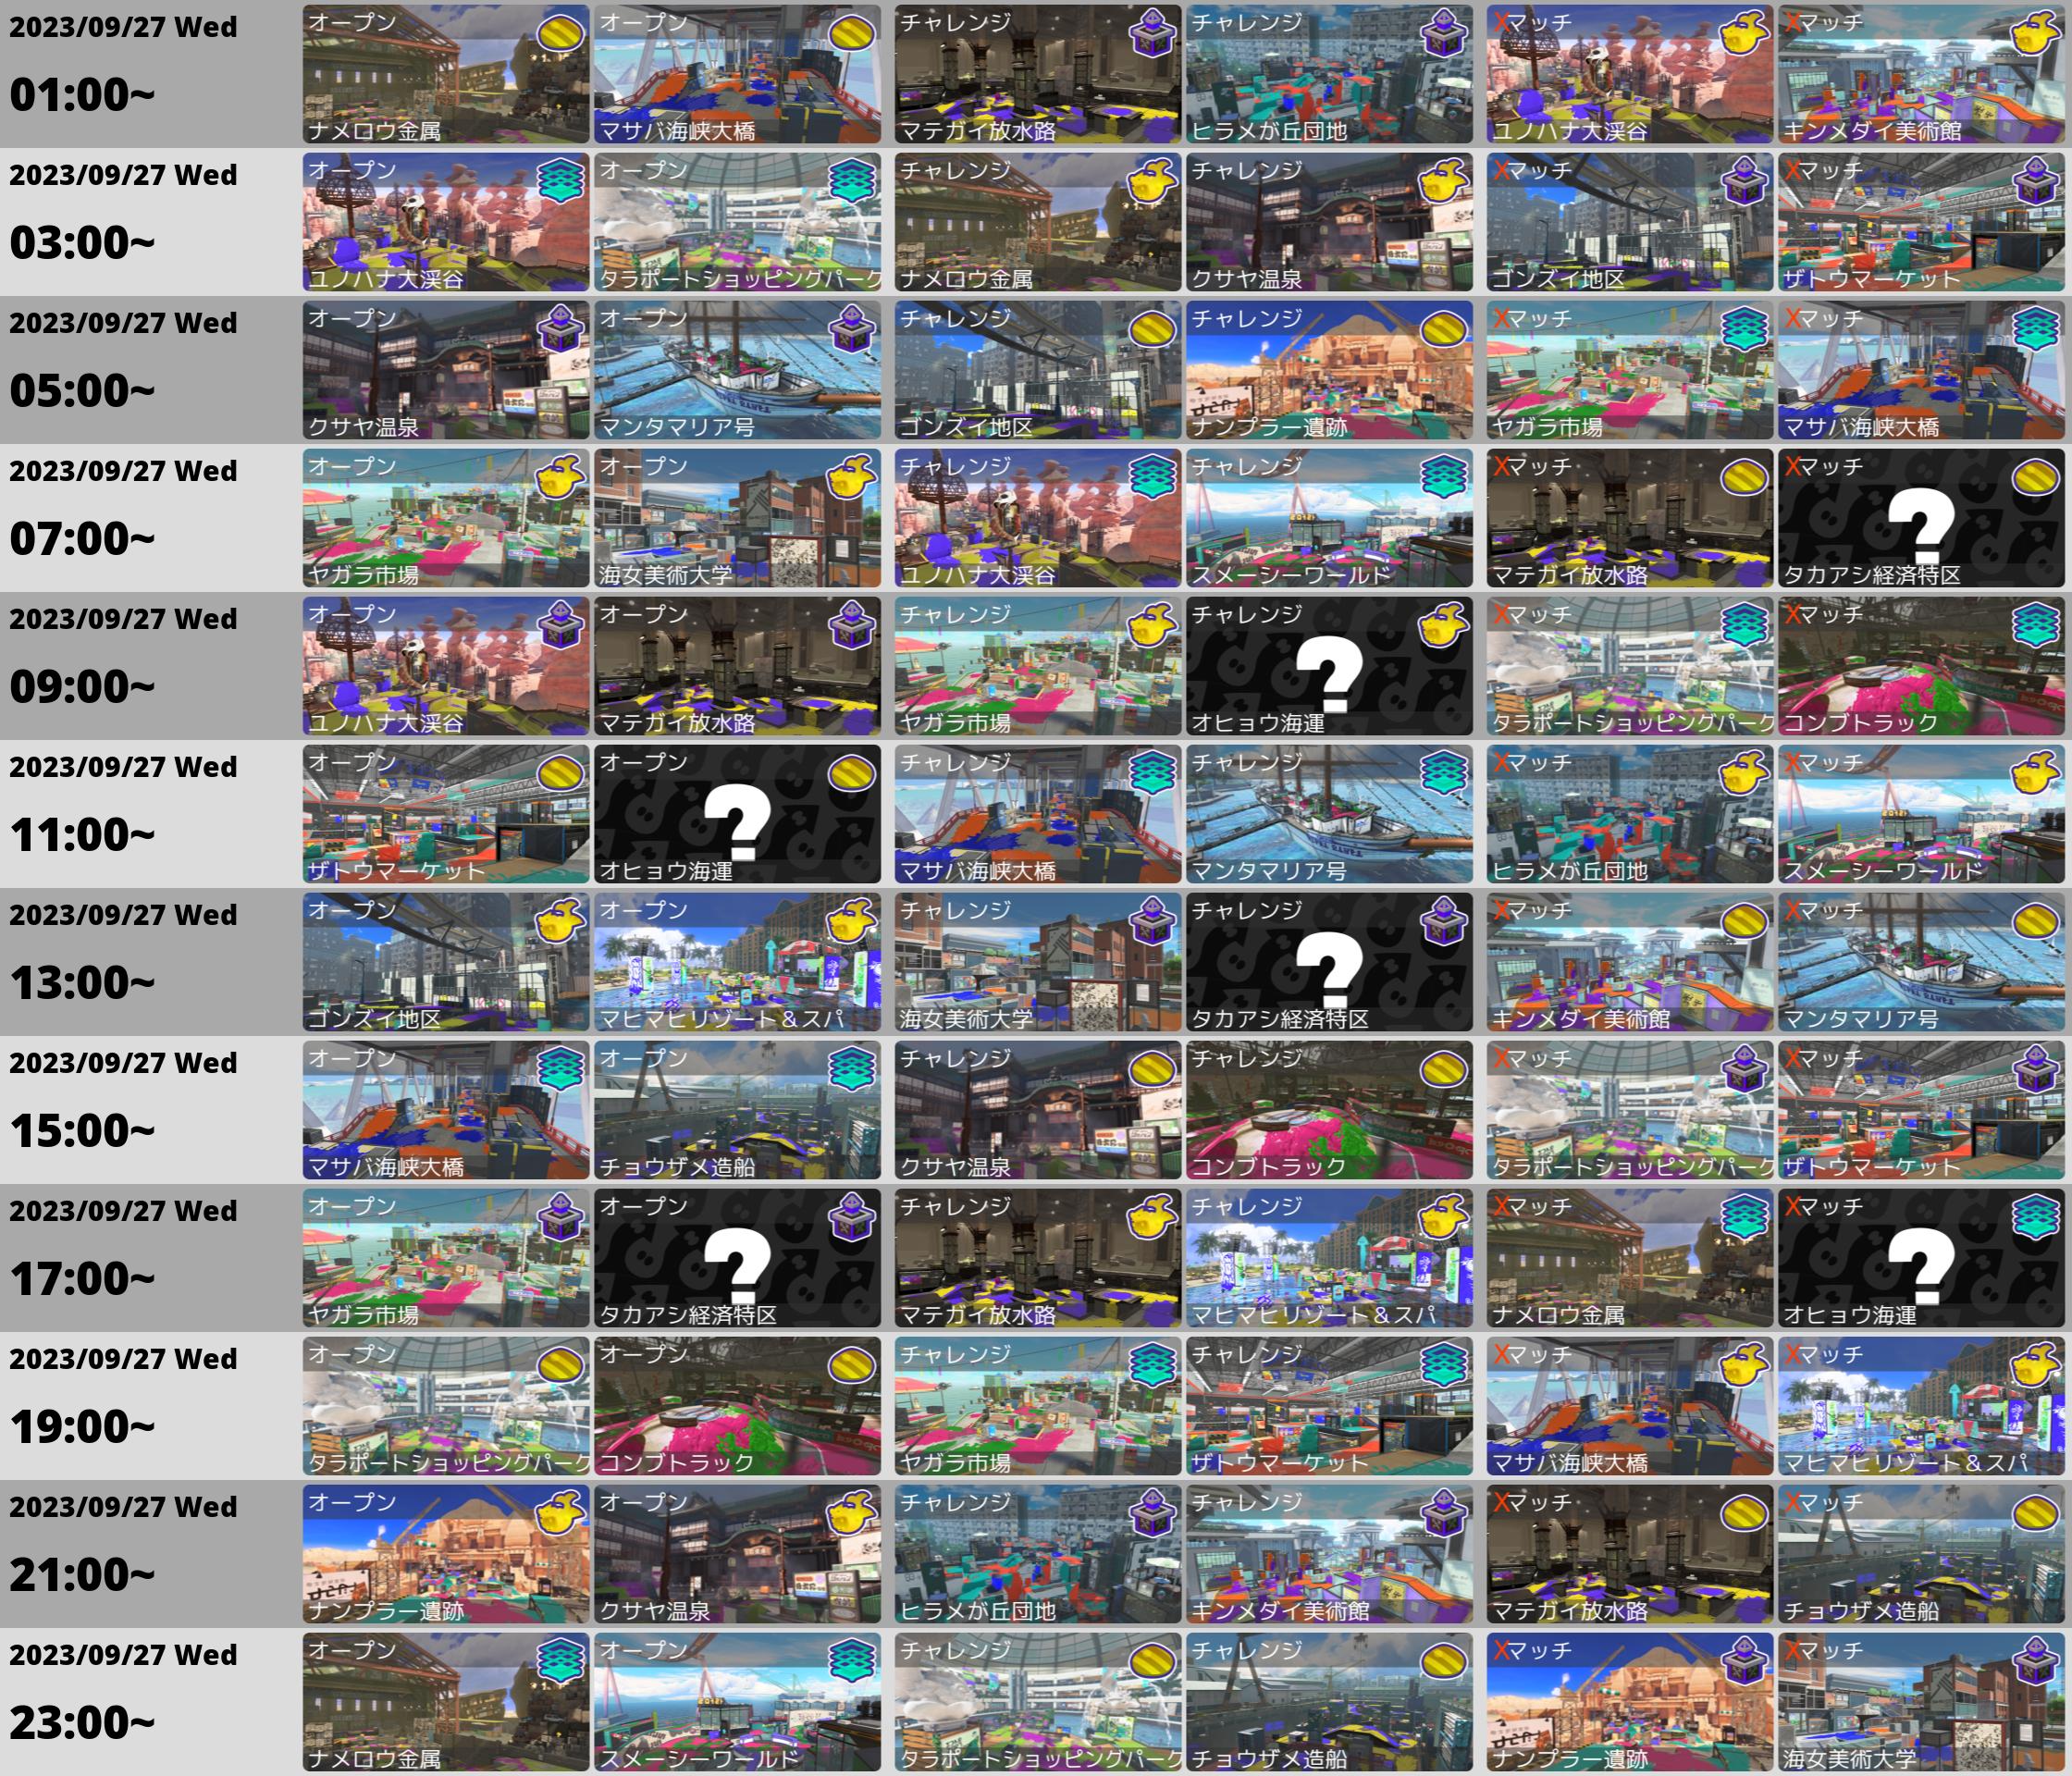 2023/09/27 Wed
01:00~
オープン
ナメロウ金属
オープン
マサバ海峡大橋
チャレンジ
マテガイ放水路
チャレンジ
ヒラメが丘団地
Xマッチ
ユノハナ大渓谷
Xマッチ
キンメダイ美術館
2023/09/27 Wed
03:00~
オープン
ユノハナ大渓谷
オープン
タラポートショッピングパーク
チャレンジ
ナメロウ金属
チャレンジ
クサヤ温泉
Xマッチ
ゴンズイ地区
Xマッチ
ザトウマーケット
2023/09/27 Wed
05:00~
オープン
クサヤ温泉
オープン
マンタマリア号
チャレンジ
ゴンズイ地区
チャレンジ
ナンプラー遺跡
Xマッチ
ヤガラ市場
Xマッチ
マサバ海峡大橋
2023/09/27 Wed
07:00~
オープン
ヤガラ市場
オープン
海女美術大学
チャレンジ
ユノハナ大渓谷
チャレンジ
スメーシーワールド
Xマッチ
マテガイ放水路
Xマッチ
?
タカアシ経済特区
2023/09/27 Wed
09:00~
オープン
ユノハナ大渓谷
オープン
マテガイ放水路
チャレンジ
ヤガラ市場
チャレンジ
?
オヒョウ海運
Xマッチ
タラポートショッピングパーク
Xマッチ
コンブトラック
2023/09/27 Wed
11:00~
オープン
ザトウマーケット
オープン
?
オヒョウ海運
チャレンジ
マサバ海峡大橋
チャレンジ
マンタマリア号
Xマッチ
ヒラメが丘団地
Xマッチ
スメーシーワールド
2023/09/27 Wed
13:00~
オープン
ゴンズイ地区
オープン
マヒマヒリゾート＆スパ
チャレンジ
海女美術大学
チャレンジ
?
タカアシ経済特区
Xマッチ
キンメダイ美術館
Xマッチ
マンタマリア号
2023/09/27 Wed
15:00~
オープン
マサバ海峡大橋
オープン
チョウザメ造船
チャレンジ
クサヤ温泉
チャレンジ
コンブトラック
Xマッチ
タラポートショッピングパーク
Xマッチ
ザトウマーケット
2023/09/27 Wed
17:00~
オープン
ヤガラ市場
オープン
?
タカアシ経済特区
チャレンジ
マテガイ放水路
チャレンジ
マヒマヒリゾート＆スパ
Xマッチ
ナメロウ金属
Xマッチ
?
オヒョウ海運
2023/09/27 Wed
19:00~
オープン
タラポートショッピングパーク
オープン
コンブトラック
チャレンジ
ヤガラ市場
チャレンジ
ザトウマーケット
Xマッチ
マサバ海峡大橋
Xマッチ
マヒマヒリゾート＆スパ
2023/09/27 Wed
21:00~
オープン
ナンプラー遺跡
オープン
クサヤ温泉
チャレンジ
ヒラメが丘団地
チャレンジ
キンメダイ美術館
Xマッチ
マテガイ放水路
Xマッチ
チョウザメ造船
2023/09/27 Wed
23:00~
オープン
ナメロウ金属
オープン
スメーシーワールド
チャレンジ
タラポートショッピングパーク
チャレンジ
チョウザメ造船
Xマッチ
ナンプラー遺跡
Xマッチ
海女美術大学